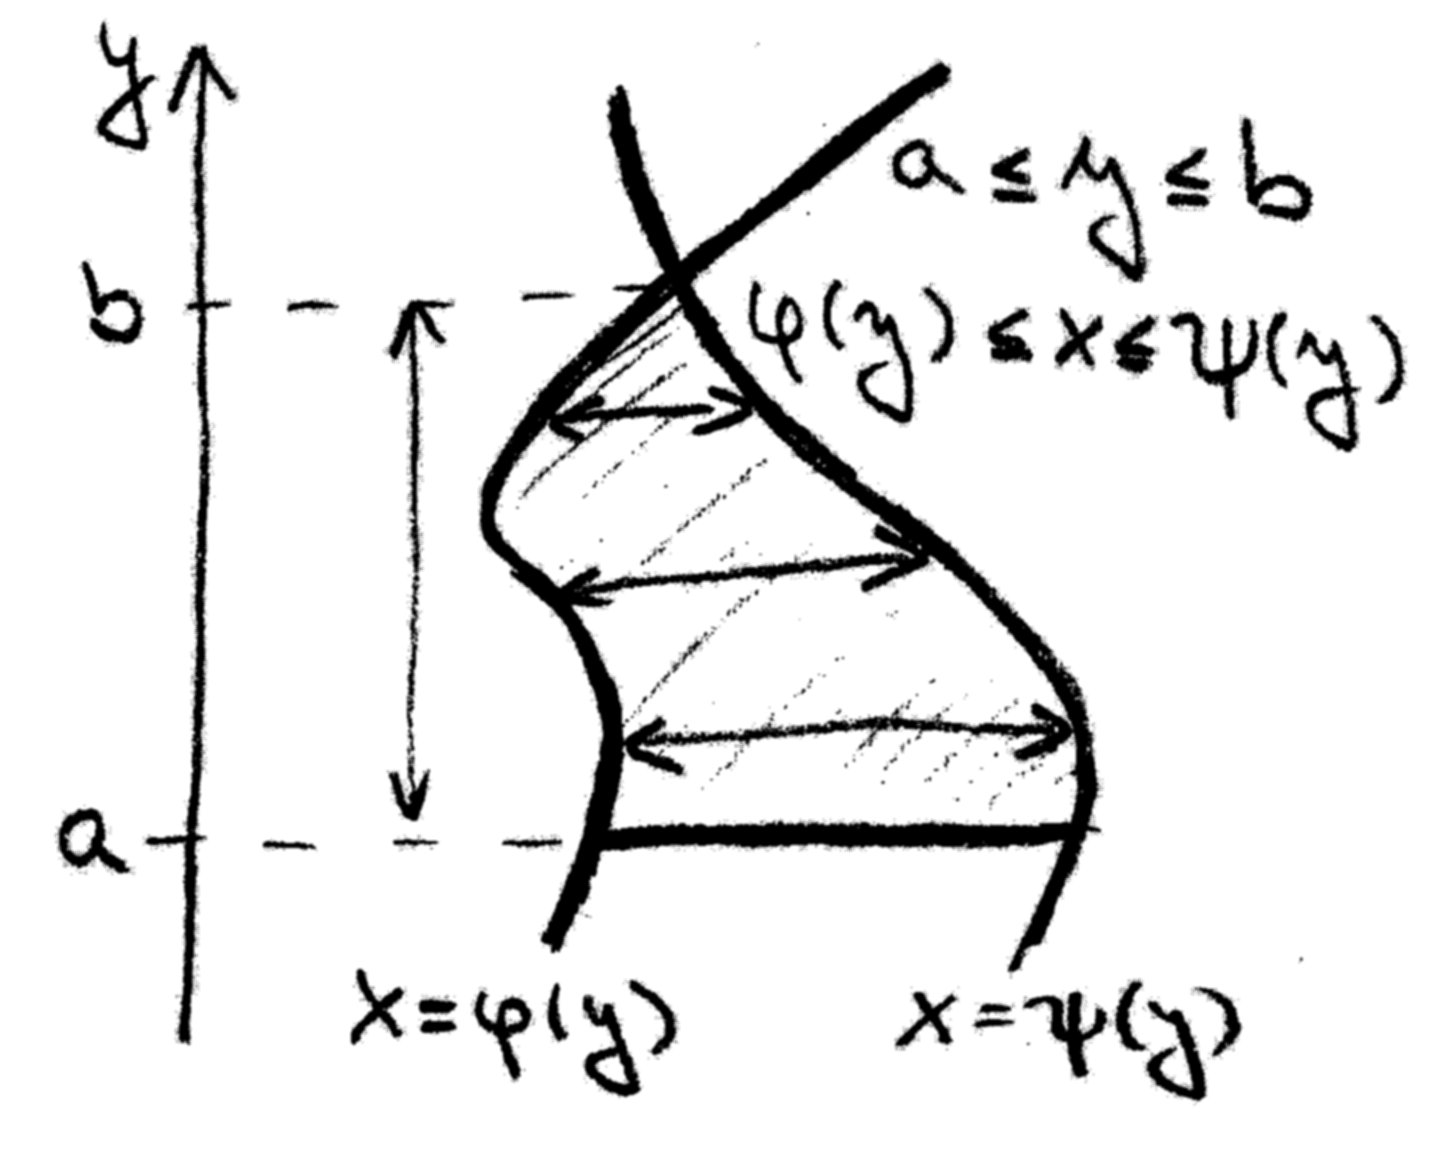 y
a ≤ y ≤ b
b
φ(y) ≤ x ≤ ψ(y)
a
x = φ(y)
x = ψ(y)